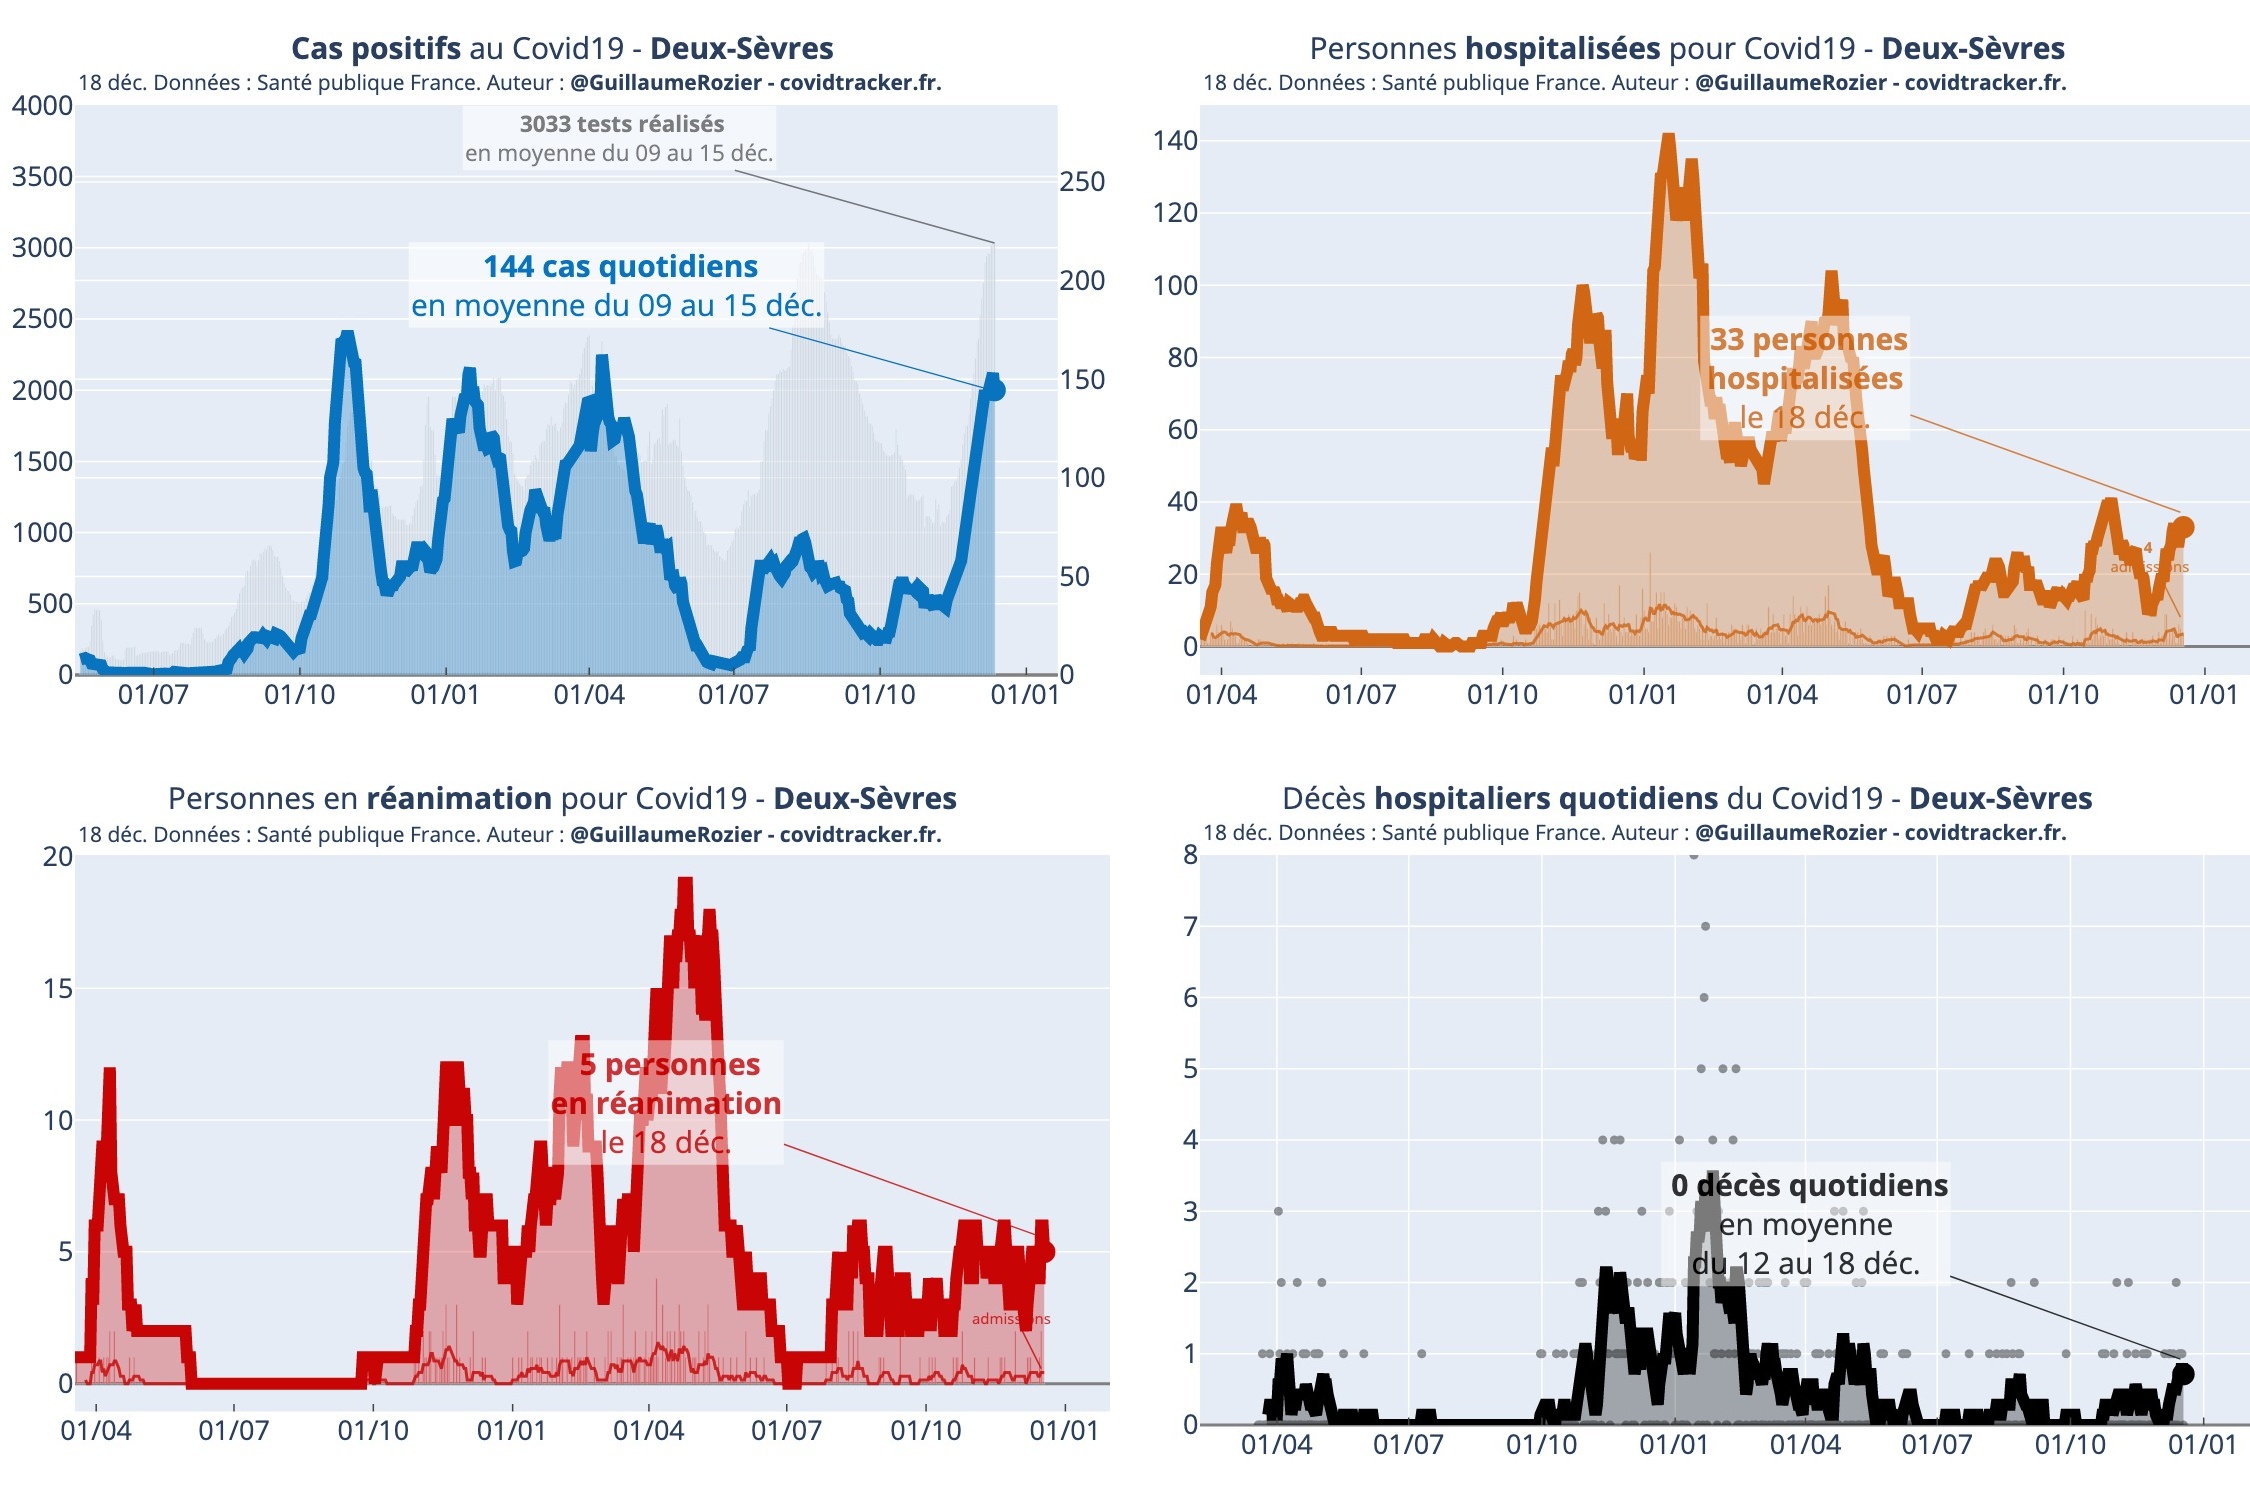 Cas positifs au Covid19 - Deux-Sèvres
18 déc. Données : Santé publique France. Auteur : @GuillaumeRozier - covidtracker.fr.
4000
3500
3000
2500
2000
1500
1000
500
0
250
200
150
100
50
0
3033 tests réalisés
en moyenne du 09 au 15 déc.
144 cas quotidiens
en moyenne du 09 au 15 déc.
01/07 01/10 01/01 01/04 01/07 01/10 01/01
Personnes hospitalisées pour Covid19 - Deux-Sèvres
18 déc. Données : Santé publique France. Auteur : @GuillaumeRozier - covidtracker.fr.
140
120
100
80
60
40
20
0
33 personnes
hospitalisées
le 18 déc.
4
admissions
01/04 01/07 01/10 01/01 01/04 01/07 01/10 01/01
Personnes en réanimation pour Covid19 - Deux-Sèvres
18 déc. Données : Santé publique France. Auteur : @GuillaumeRozier - covidtracker.fr.
20
15
10
5
0
5 personnes
en réanimation
le 18 déc.
admissions
01/04 01/07 01/10 01/01 01/04 01/07 01/10 01/01
Décès hospitaliers quotidiens du Covid19 - Deux-Sèvres
18 déc. Données : Santé publique France. Auteur : @GuillaumeRozier - covidtracker.fr.
8
7
6
5
4
3
2
1
0
0 décès quotidiens
en moyenne
du 12 au 18 déc.
01/04 01/07 01/10 01/01 01/04 01/07 01/10 01/01